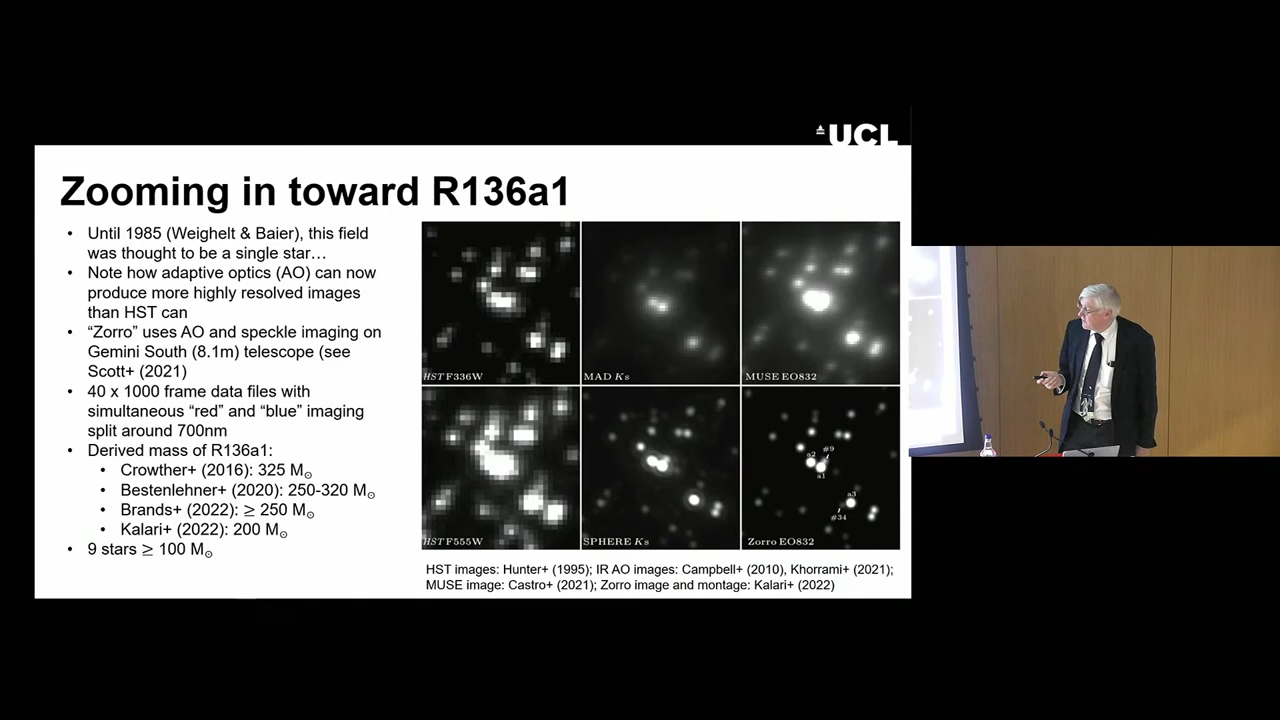 UCL
Zooming in toward R136a1
• Until 1985 (Weighelt & Baier), this field
was thought to be a single star…
• Note how adaptive optics (AO) can now
produce more highly resolved images
than HST can
• “Zorro” uses AO and speckle imaging on
Gemini South (8.1m) telescope (see
Scott+ (2021)
• 40 x 1000 frame data files with
simultaneous “red” and “blue” imaging
split around 700nm
• Derived mass of R136a1:
• Crowther+ (2016): 325 M☉
• Bestenlehner+ (2020): 250-320 M☉
• Brands+ (2022): ≥ 250 M☉
• Kalari+ (2022): 200 M☉
• 9 stars ≥ 100 M☉
HST F336W
MAD Ks
MUSE EO832
HST F555W
SPHERE Ks
a2 #9
a1
a3
#34
Zorro EO832
HST images: Hunter+ (1995); IR AO images: Campbell+ (2010), Khorrami+ (2021);
MUSE image: Castro+ (2021); Zorro image and montage: Kalari+ (2022)